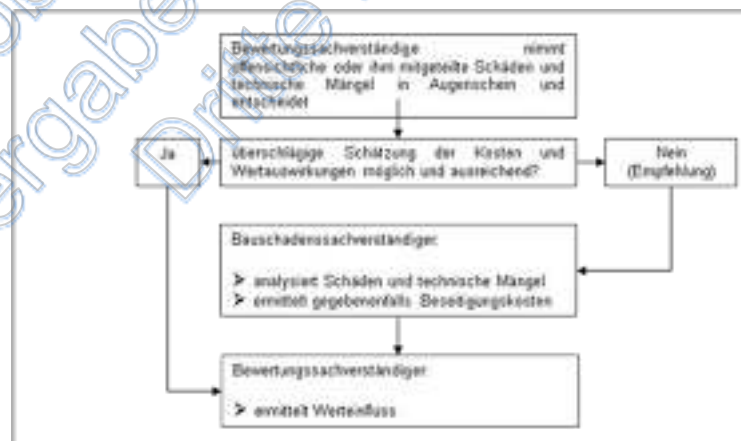 Bewertungssachverständige nimmt
offensichtliche oder ihm mitgeteilte Schäden und
technische Mängel in Augenschein und
entscheidet
Ja
überschlägige Schätzung der Kosten und
Wertauswirkungen möglich und ausreichend?
Nein
(Empfehlung)
Bauschadenssachverständiger:
➢ analysiert Schäden und technische Mängel
➢ ermittelt gegebenenfalls Beseitigungskosten
Bewertungssachverständiger:
➢ ermittelt Werteinfluss
Dritte